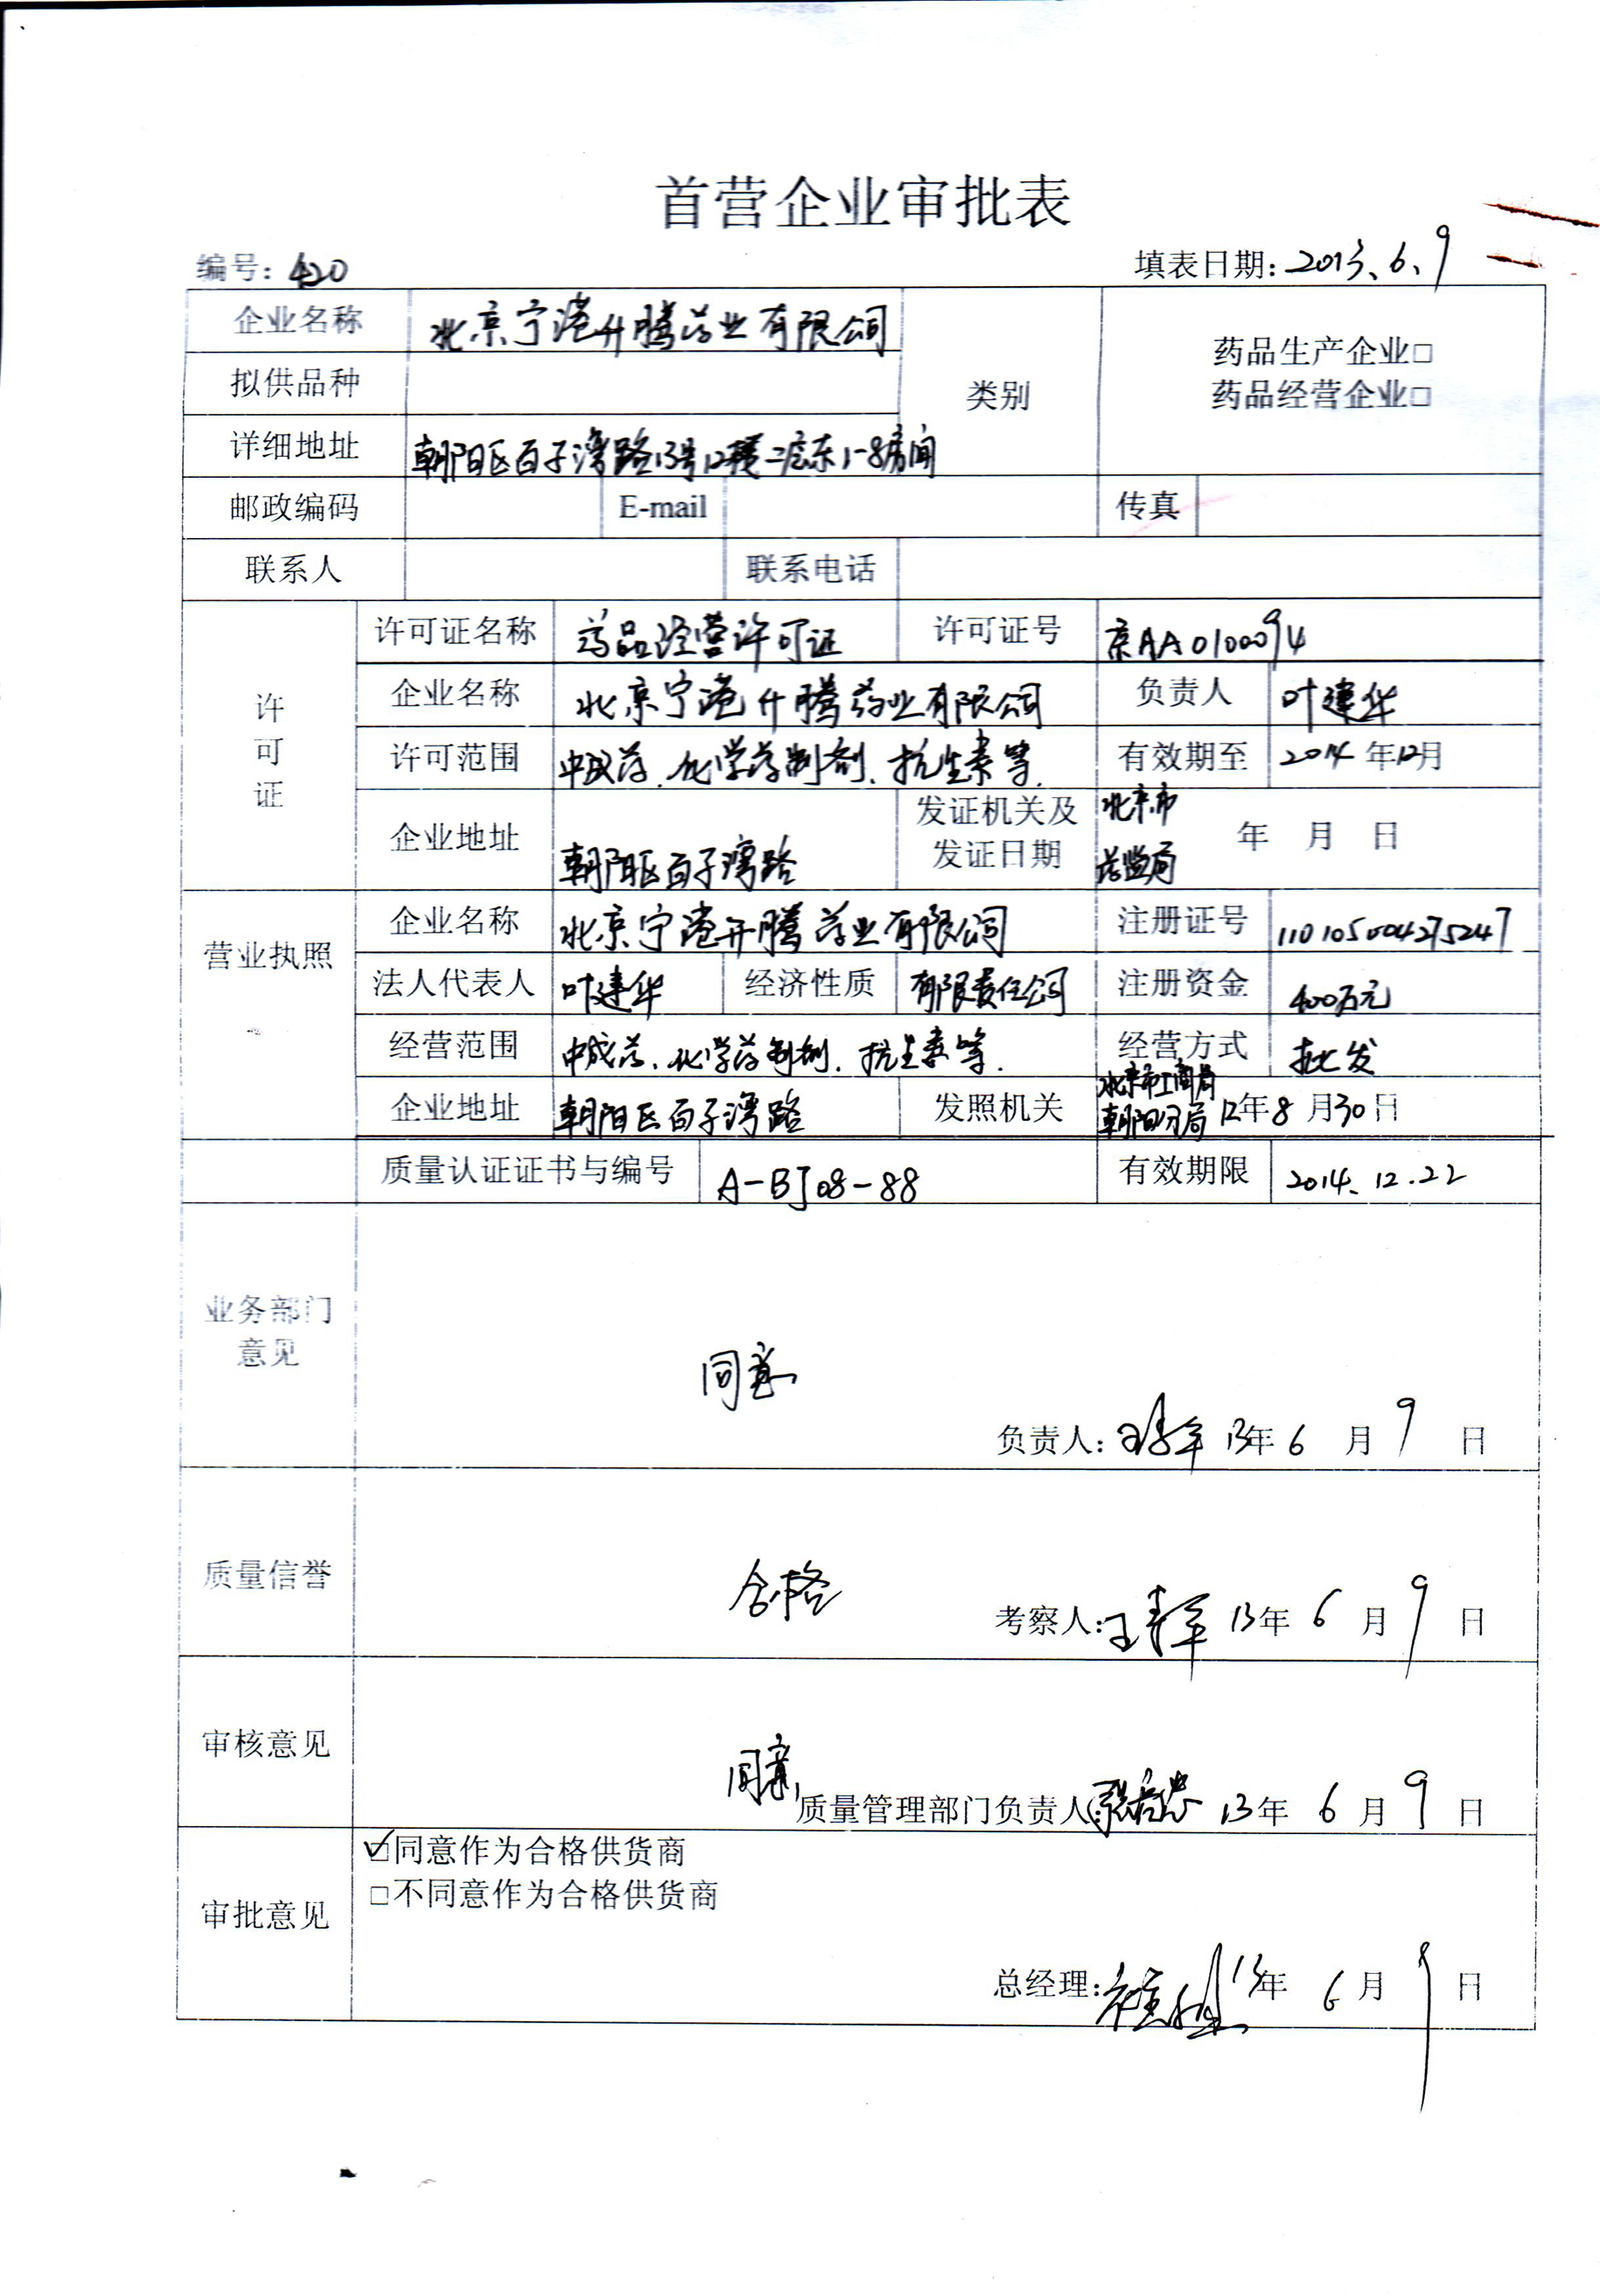 首营企业审批表
编号：420 填表日期：2013.6.9
企业名称 北京宁港升腾药业有限公司 类别 药品生产企业□
药品经营企业□
拟供品种
详细地址 朝阳区百子湾路13号12楼二层东1-8房间
邮政编码 E-mail 传真
联系人 联系电话
许可证
许可证名称 药品经营许可证 许可证号 京AA0100094
企业名称 北京宁港升腾药业有限公司 负责人 叶建华
许可范围 中成药、化学药制剂、抗生素等. 有效期至 2014年12月
企业地址 朝阳区百子湾路 发证机关及发证日期 北京市药监局 年 月 日
营业执照
企业名称 北京宁港升腾药业有限公司 注册证号 110105004275247
法人代表人 叶建华 经济性质 有限责任公司 注册资金 400万元
经营范围 中成药、化学药制剂、抗生素等. 经营方式 批发
企业地址 朝阳区百子湾路 发照机关 北京市工商局朝阳分局 12年8月30日
质量认证证书与编号 A-BJ08-88 有效期限 2014.12.22
业务部门意见
同意
负责人： 13年6月9日
质量信誉
合格
考察人： 13年6月9日
审核意见
同意
质量管理部门负责人： 13年6月9日
审批意见
☑同意作为合格供货商
□不同意作为合格供货商
总经理： 13年6月9日